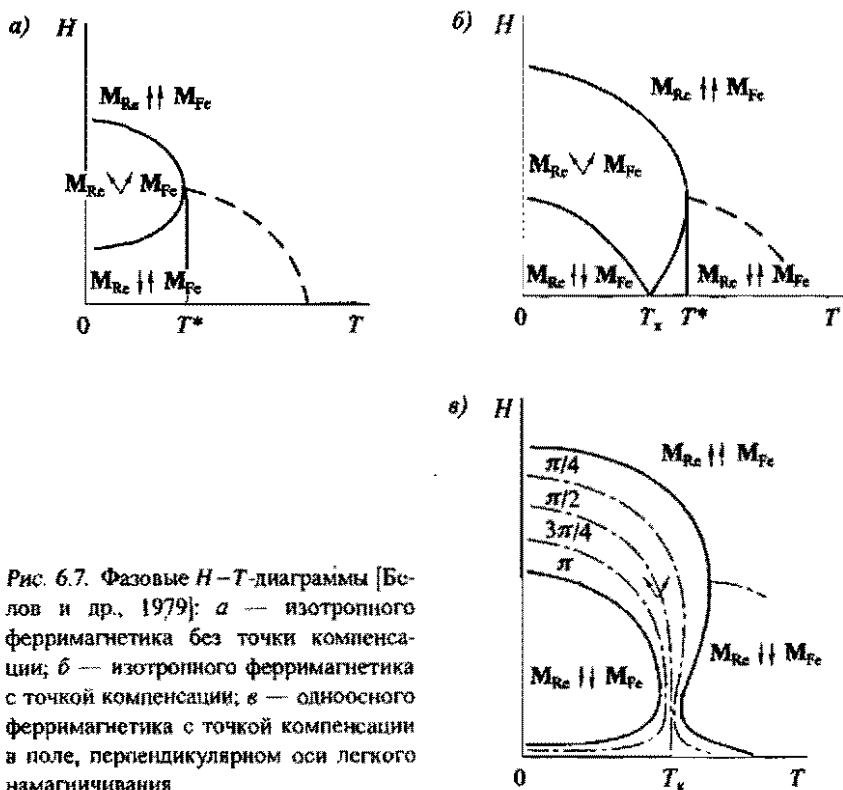 а) H
M_Re ↑↑ M_Fe
M_Re ↖↗ M_Fe
M_Re ↓↑ M_Fe
0 T* T
б) H
M_Re ↑↑ M_Fe
M_Re ↖↗ M_Fe
M_Re ↑↓ M_Fe M_Re ↓↑ M_Fe
0 T_к T* T
в) H
M_Re ↑↑ M_Fe
π/4
π/2
3π/4
π
M_Re ↑↓ M_Fe M_Re ↓↑ M_Fe
0 T_к T
Рис. 6.7. Фазовые H–T-диаграммы [Бе-
лов и др., 1979]: а — изотропного
ферримагнетика без точки компенса-
ции; б — изотропного ферримагнетика
с точкой компенсации; в — одноосного
ферримагнетика с точкой компенсации
в поле, перпендикулярном оси легкого
намагничивания